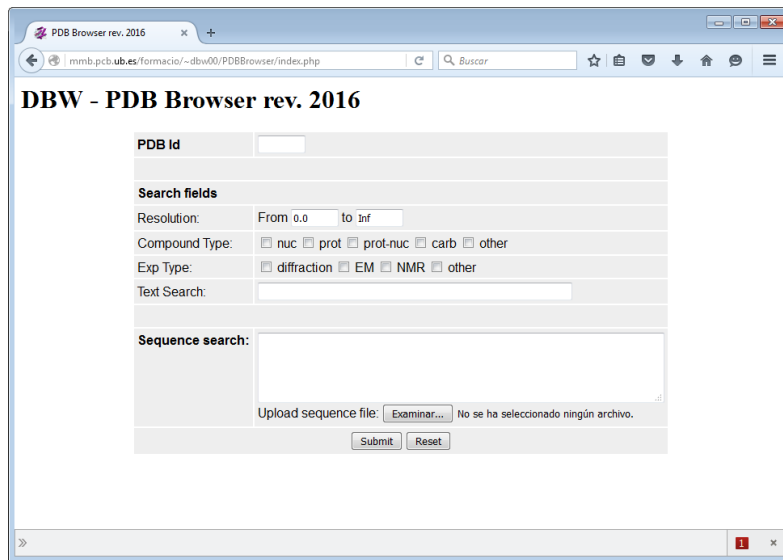 PDB Browser rev. 2016
mmb.pcb.ub.es/formacio/~dbw00/PDBBrowser/index.php
Buscar
DBW - PDB Browser rev. 2016
PDB Id
Search fields
Resolution: From 0.0 to Inf
Compound Type: nuc prot prot-nuc carb other
Exp Type: diffraction EM NMR other
Text Search:
Sequence search:
Upload sequence file: Examinar... No se ha seleccionado ningún archivo.
Submit Reset
1